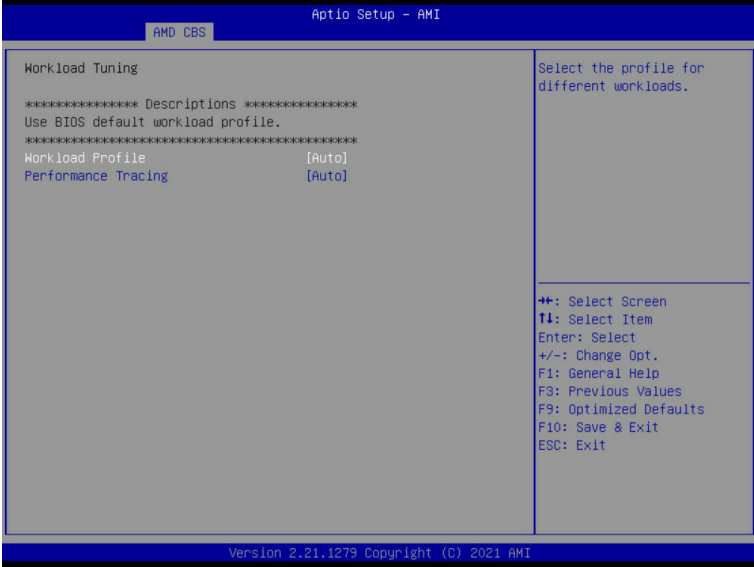 Aptio Setup – AMI
AMD CBS
Workload Tuning
**************** Descriptions ****************
Use BIOS default workload profile.
***********************************************
Workload Profile [Auto]
Performance Tracing [Auto]
Select the profile for
different workloads.
→←: Select Screen
↑↓: Select Item
Enter: Select
+/-: Change Opt.
F1: General Help
F3: Previous Values
F9: Optimized Defaults
F10: Save & Exit
ESC: Exit
Version 2.21.1279 Copyright (C) 2021 AMI